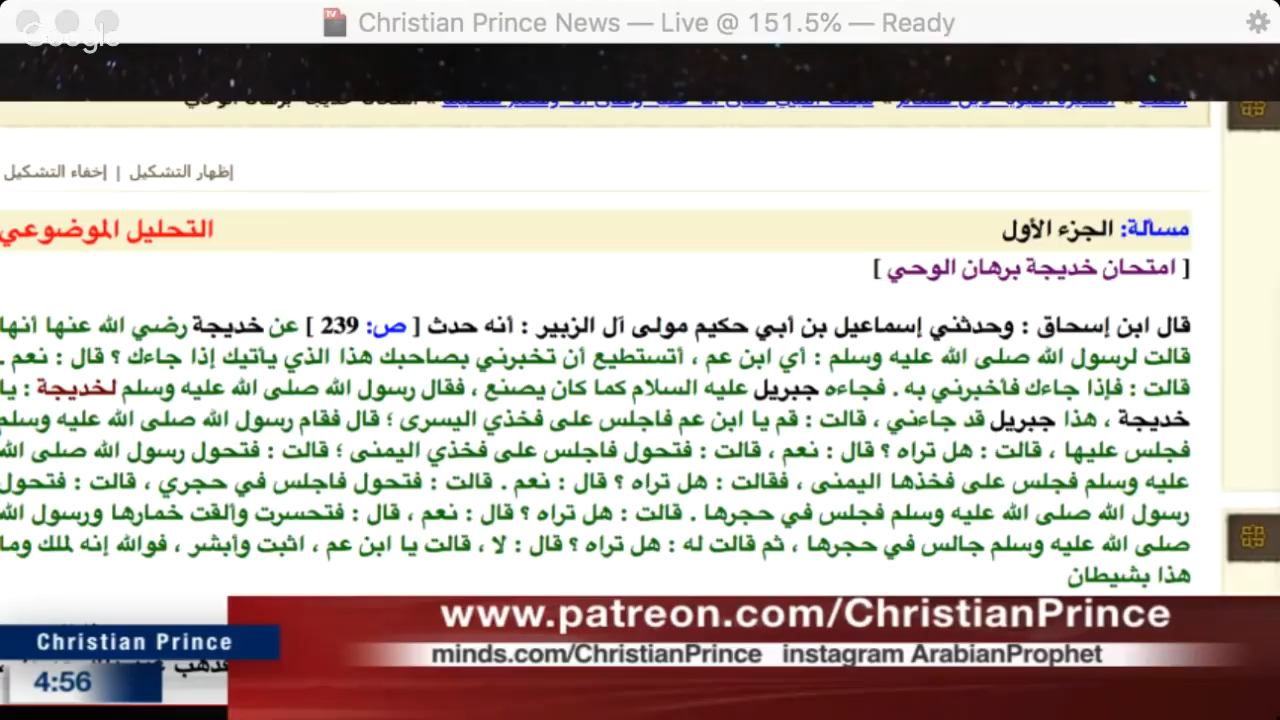 Christian Prince News — Live @ 151.5% — Ready
Google
إظهار التشكيل | إخفاء التشكيل
مسألة: الجزء الأول
التحليل الموضوعي
[ امتحان خديجة برهان الوحي ]
قال ابن إسحاق : وحدثني إسماعيل بن أبي حكيم مولى آل الزبير : أنه حدث [ ص: 239 ] عن خديجة رضي الله عنها أنها
قالت لرسول الله صلى الله عليه وسلم : أي ابن عم ، أتستطيع أن تخبرني بصاحبك هذا الذي يأتيك إذا جاءك ؟ قال : نعم .
قالت : فإذا جاءك فأخبرني به . فجاءه جبريل عليه السلام كما كان يصنع ، فقال رسول الله صلى الله عليه وسلم لخديجة : يا
خديجة ، هذا جبريل قد جاءني ، قالت : قم يا ابن عم فاجلس على فخذي اليسرى ؛ قال فقام رسول الله صلى الله عليه وسلم
فجلس عليها ، قالت : هل تراه ؟ قال : نعم ، قالت : فتحول فاجلس على فخذي اليمنى ؛ قالت : فتحول رسول الله صلى الله
عليه وسلم فجلس على فخذها اليمنى ، فقالت : هل تراه ؟ قال : نعم . قالت : فتحول فاجلس في حجري ، قالت : فتحول
رسول الله صلى الله عليه وسلم فجلس في حجرها . قالت : هل تراه ؟ قال : نعم ، قال : فتحسرت وألقت خمارها ورسول الله
صلى الله عليه وسلم جالس في حجرها ، ثم قالت له : هل تراه ؟ قال : لا ، قالت يا ابن عم ، اثبت وأبشر ، فوالله إنه لملك وما
هذا بشيطان
www.patreon.com/ChristianPrince
Christian Prince
minds.com/ChristianPrince instagram ArabianProphet
4:56